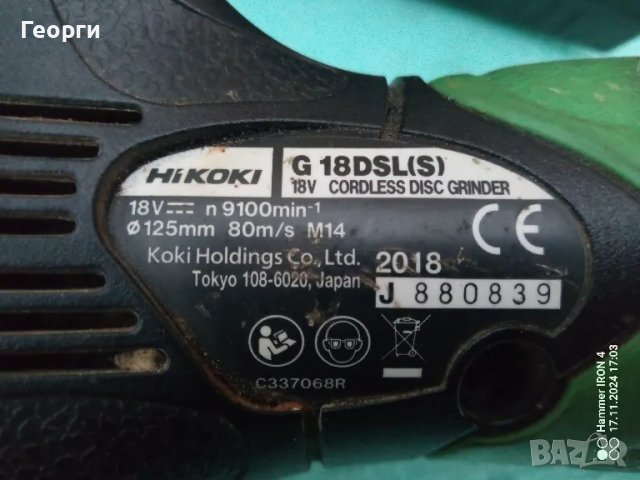 Георги
HiKOKI
G 18DSL(S)
18V CORDLESS DISC GRINDER
18V n 9100min⁻¹
Ø125mm 80m/s M14
Koki Holdings Co., Ltd.
Tokyo 108-6020, Japan
2018
J 880839
CE
C337068R
Hammer IRON 4
17.11.2024 17:03
BAZAR